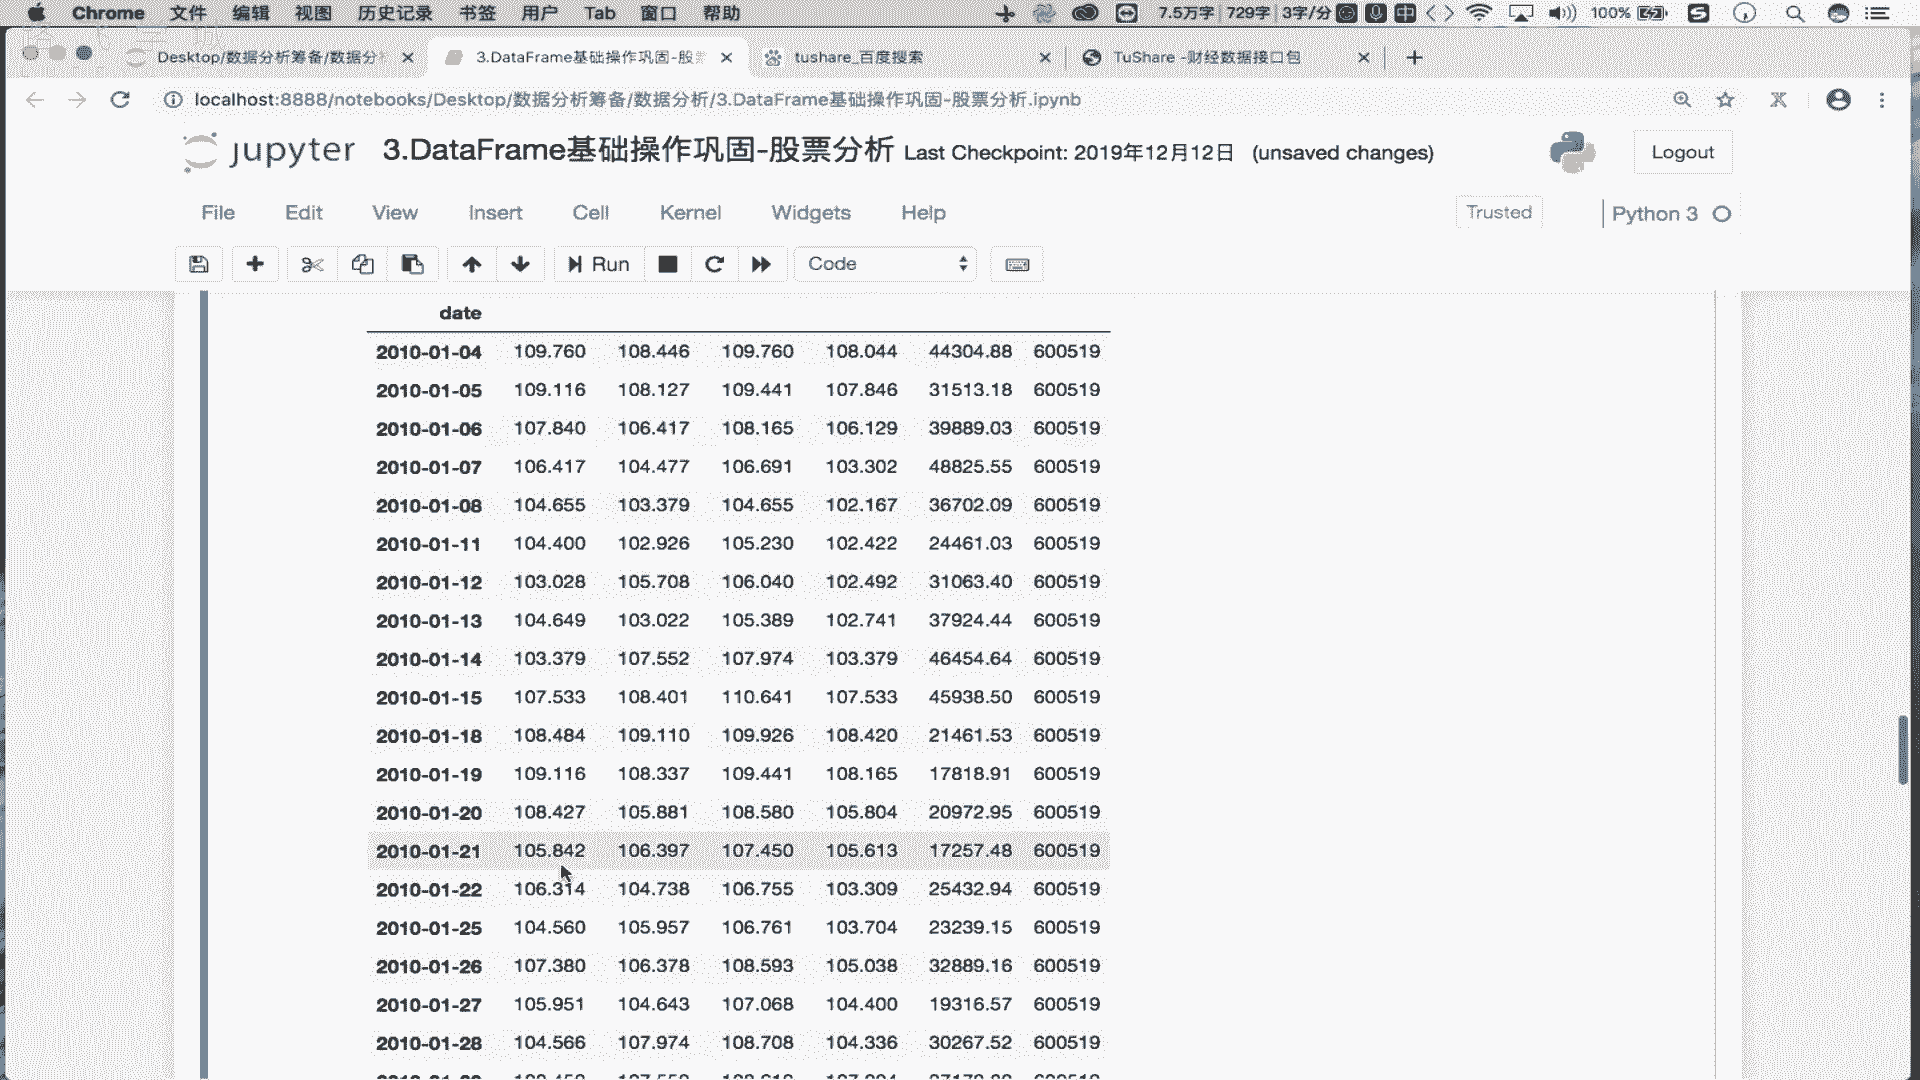 Chrome 文件 编辑 视图 历史记录 书签 用户 Tab 窗口 帮助 7.5万字 729字 3字/分 中 100%
Desktop/数据分析筹备/数据分 3.DataFrame基础操作巩固-股 tushare_百度搜索 TuShare -财经数据接口包
localhost:8888/notebooks/Desktop/数据分析筹备/数据分析/3.DataFrame基础操作巩固-股票分析.ipynb
jupyter 3.DataFrame基础操作巩固-股票分析 Last Checkpoint: 2019年12月12日 (unsaved changes) Logout
File Edit View Insert Cell Kernel Widgets Help Trusted Python 3
Run Code
date
2010-01-04 109.760 108.446 109.760 108.044 44304.88 600519
2010-01-05 109.116 108.127 109.441 107.846 31513.18 600519
2010-01-06 107.840 106.417 108.165 106.129 39889.03 600519
2010-01-07 106.417 104.477 106.691 103.302 48825.55 600519
2010-01-08 104.655 103.379 104.655 102.167 36702.09 600519
2010-01-11 104.400 102.926 105.230 102.422 24461.03 600519
2010-01-12 103.028 105.708 106.040 102.492 31063.40 600519
2010-01-13 104.649 103.022 105.389 102.741 37924.44 600519
2010-01-14 103.379 107.552 107.974 103.379 46454.64 600519
2010-01-15 107.533 108.401 110.641 107.533 45938.50 600519
2010-01-18 108.484 109.110 109.926 108.420 21461.53 600519
2010-01-19 109.116 108.337 109.441 108.165 17818.91 600519
2010-01-20 108.427 105.881 108.580 105.804 20972.95 600519
2010-01-21 105.842 106.397 107.450 105.613 17257.48 600519
2010-01-22 106.314 104.738 106.755 103.309 25432.94 600519
2010-01-25 104.560 105.957 106.761 103.704 23239.15 600519
2010-01-26 107.380 106.378 108.593 105.038 32889.16 600519
2010-01-27 105.951 104.643 107.068 104.400 19316.57 600519
2010-01-28 104.566 107.974 108.708 104.336 30267.52 600519